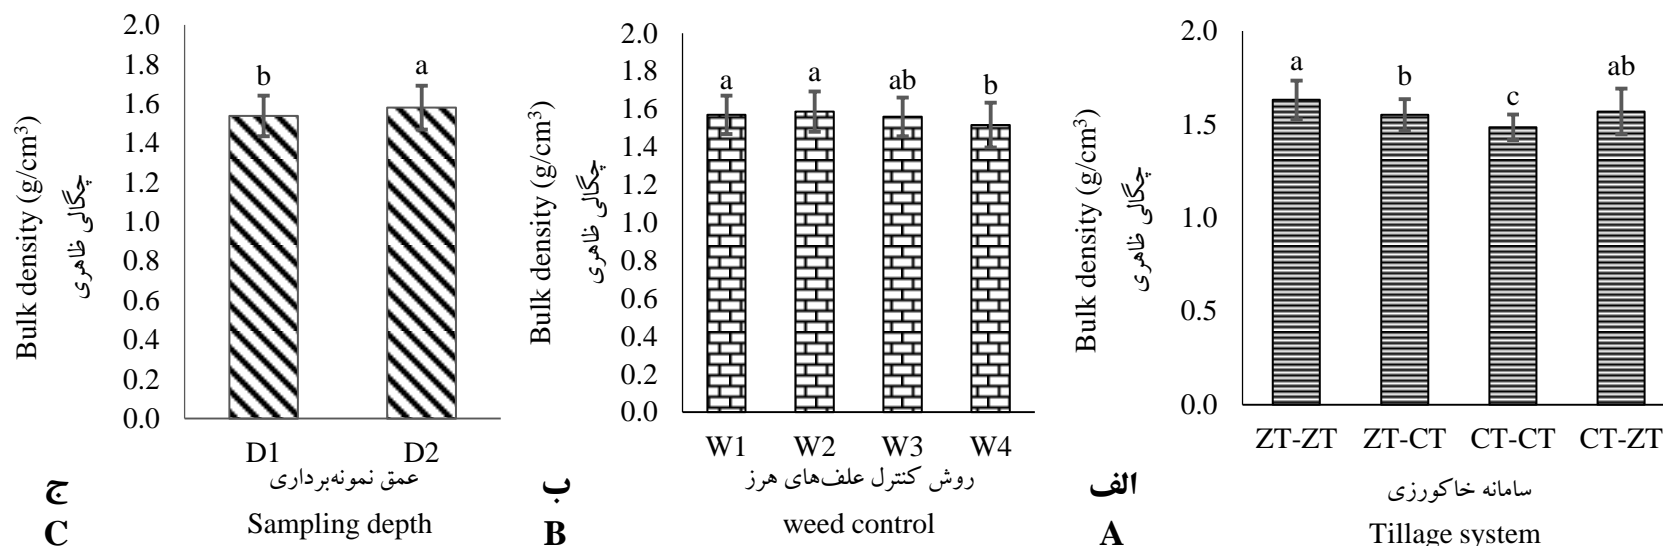 Bulk density (g/cm³)
چگالی ظاهری
2.0
1.8
1.6
1.4
1.2
1.0
0.8
0.6
0.4
0.2
0.0
b
a
D1
D2
عمق نمونه‌برداری
Sampling depth
ج
C
Bulk density (g/cm³)
چگالی ظاهری
2.0
1.8
1.6
1.4
1.2
1.0
0.8
0.6
0.4
0.2
0.0
a
a
ab
b
W1
W2
W3
W4
روش کنترل علف‌های هرز
weed control
ب
B
Bulk density (g/cm³)
چگالی ظاهری
2.0
1.5
1.0
0.5
0.0
a
b
c
ab
ZT-ZT
ZT-CT
CT-CT
CT-ZT
سامانه خاکورزی
Tillage system
الف
A